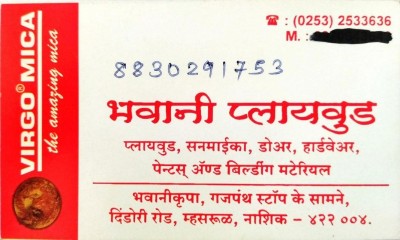 VIRGO® MICA
the amazing mica
☎ : (0253) 2533636
M. :
8830291753
भवानी प्लायवुड
प्लायवुड, सनमाईका, डोअर, हार्डवेअर,
पेन्टस् ॲण्ड बिल्डींग मटेरियल
भवानीकृपा, गजपंथ स्टॉप के सामने,
दिंडोरी रोड, म्हसरूळ, नाशिक - ४२२ ००४.